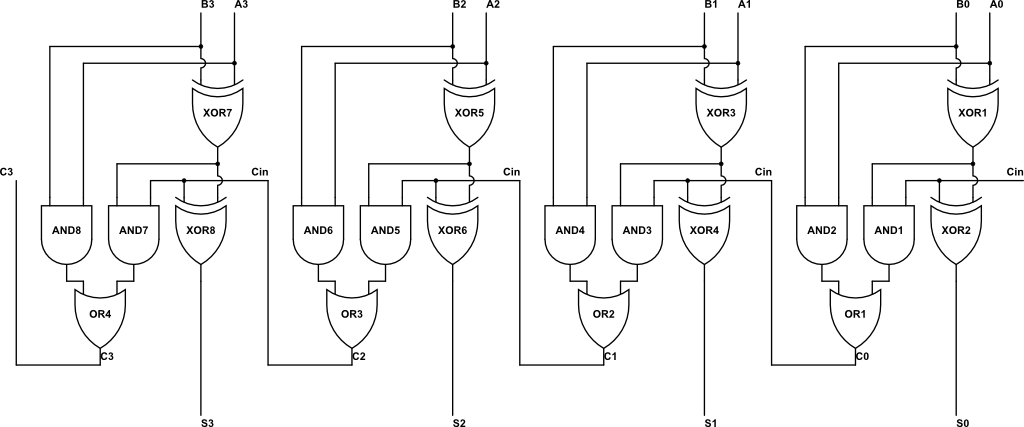 B3 A3 B2 A2 B1 A1 B0 A0
XOR7 XOR5 XOR3 XOR1
C3 Cin Cin Cin Cin
AND8 AND7 XOR8 AND6 AND5 XOR6 AND4 AND3 XOR4 AND2 AND1 XOR2
OR4 OR3 OR2 OR1
C3 C2 C1 C0
S3 S2 S1 S0